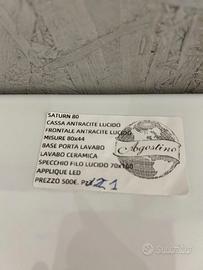 SATURN 80
CASSA ANTRACITE LUCIDO
FRONTALE ANTRACITE LUCIDO
MISURE 80x44
BASE PORTA LAVABO
LAVABO CERAMICA
SPECCHIO FILO LUCIDO 70x100
APPLIQUE LED
PREZZO 500€.
Agostino
subito